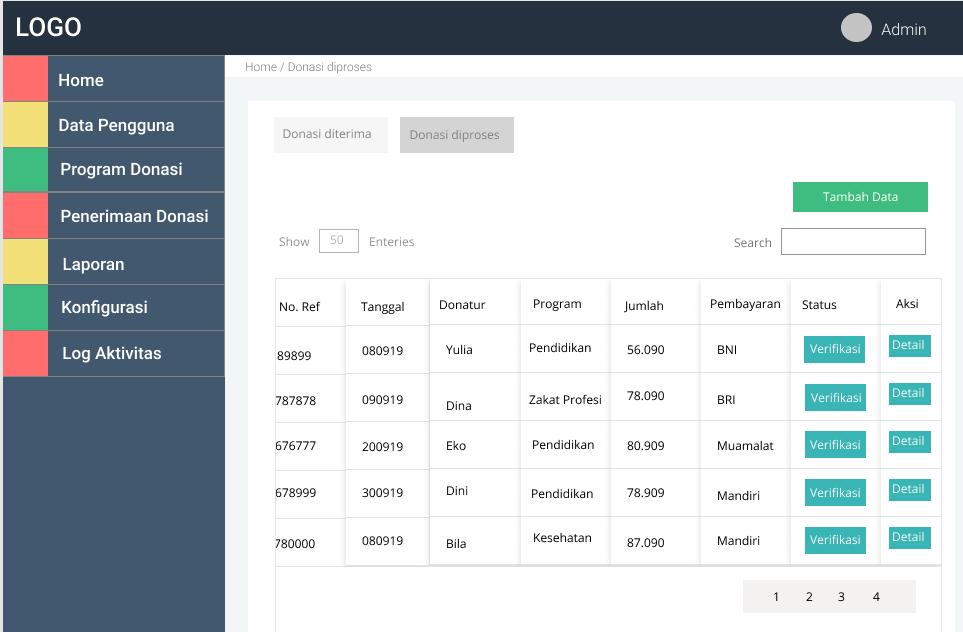 LOGO
Admin
Home
Data Pengguna
Program Donasi
Penerimaan Donasi
Laporan
Konfigurasi
Log Aktivitas
Home / Donasi diproses
Donasi diterima Donasi diproses
Tambah Data
Show 50 Enteries Search
No. Ref Tanggal Donatur Program Jumlah Pembayaran Status Aksi
89899 080919 Yulia Pendidikan 56.090 BNI Verifikasi Detail
787878 090919 Dina Zakat Profesi 78.090 BRI Verifikasi Detail
676777 200919 Eko Pendidikan 80.909 Muamalat Verifikasi Detail
678999 300919 Dini Pendidikan 78.909 Mandiri Verifikasi Detail
780000 080919 Bila Kesehatan 87.090 Mandiri Verifikasi Detail
1 2 3 4